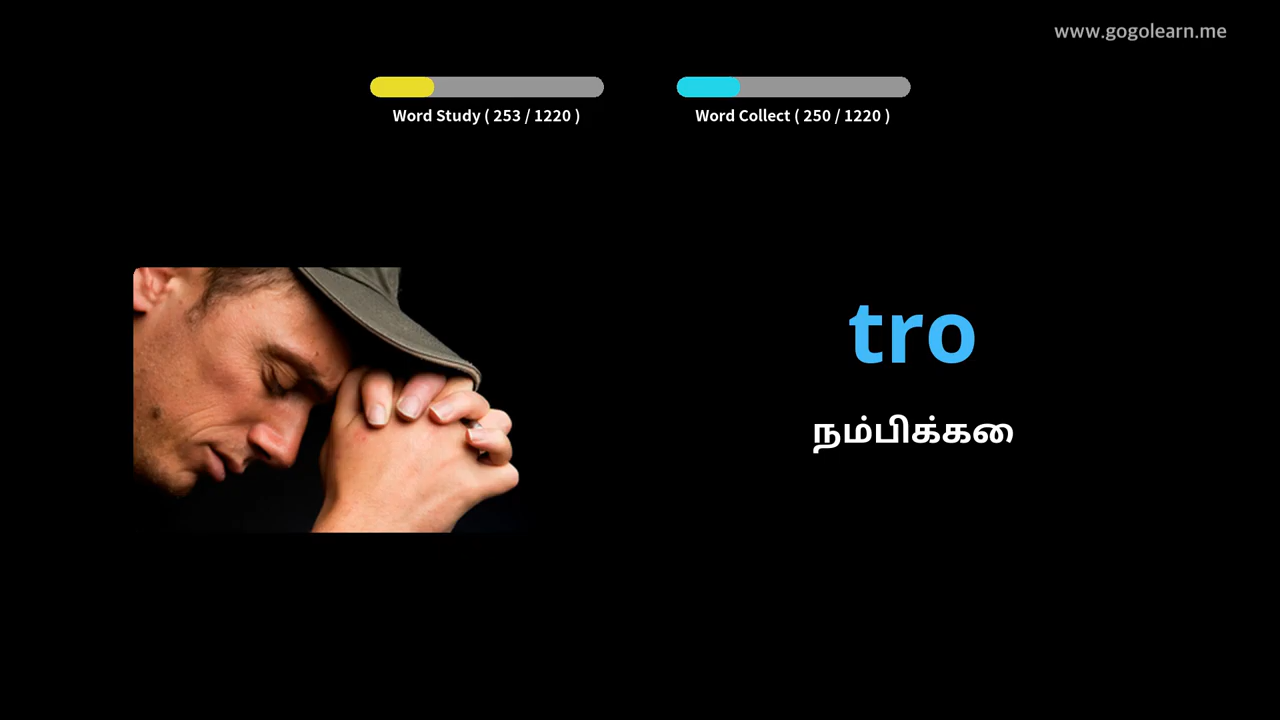 www.gogolearn.me
Word Study ( 253 / 1220 )
Word Collect ( 250 / 1220 )
tro
நம்பிக்கை